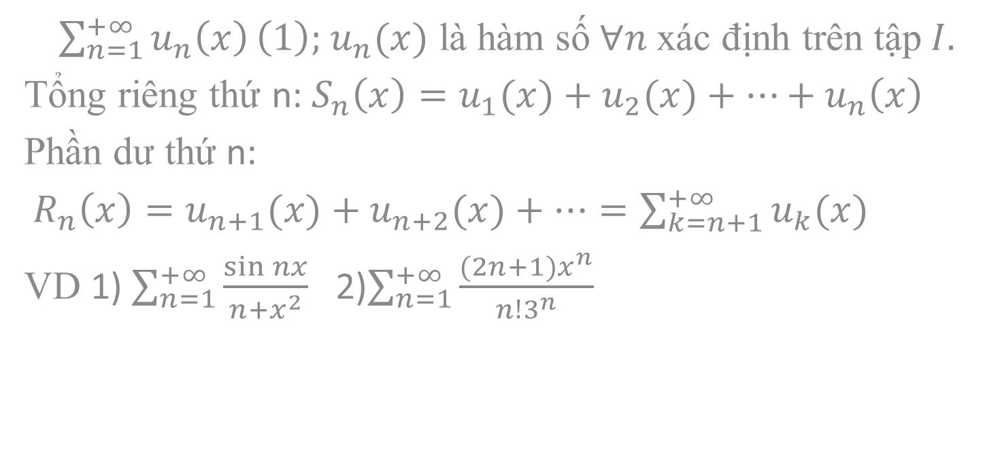 $\sum_{n=1}^{+\infty} u_n(x)\ (1); u_n(x)$ là hàm số $\forall n$ xác định trên tập $I$.
Tổng riêng thứ n: $S_n(x) = u_1(x) + u_2(x) + \cdots + u_n(x)$
Phần dư thứ n:
$R_n(x) = u_{n+1}(x) + u_{n+2}(x) + \cdots = \sum_{k=n+1}^{+\infty} u_k(x)$
VD 1) $\sum_{n=1}^{+\infty} \frac{\sin nx}{n+x^2}$ 2)$\sum_{n=1}^{+\infty} \frac{(2n+1)x^n}{n!3^n}$